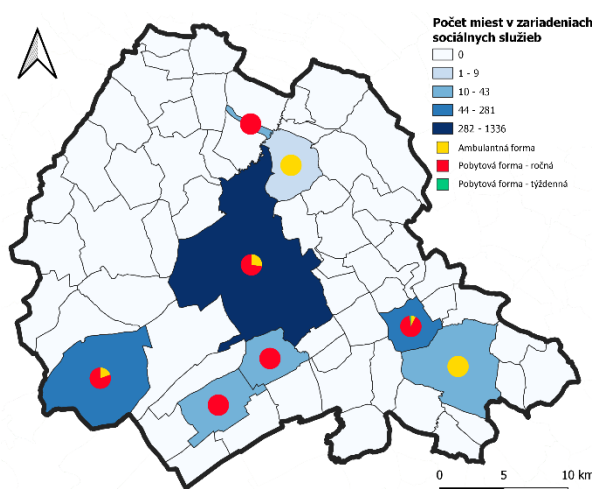 Počet miest v zariadeniach
sociálnych služieb
0
1 - 9
10 - 43
44 - 281
282 - 1336
Ambulantná forma
Pobytová forma - ročná
Pobytová forma - týždenná
0 5 10 km